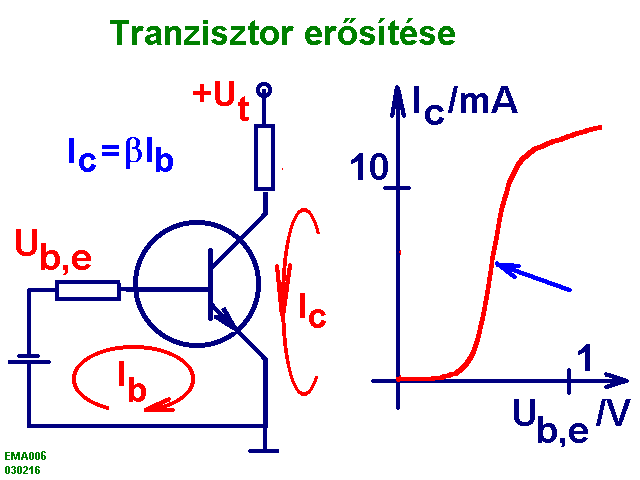 Tranzisztor erősítése
+Ut
Ic=βIb
Ub,e
Ic
Ib
Ic/mA
10
1
Ub,e/V
EMA006
030216